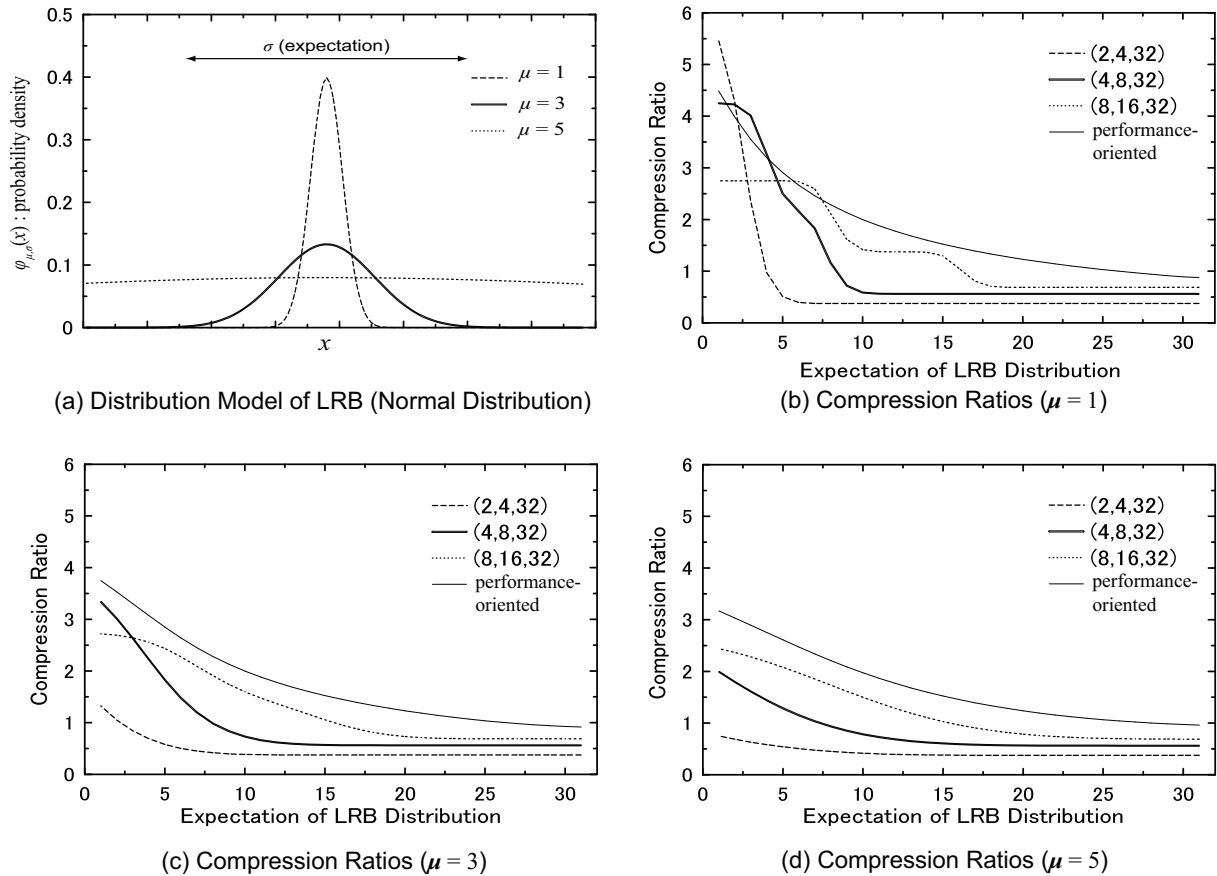 φμ,σ(x) : probability density
0.5
0.4
0.3
0.2
0.1
0
σ (expectation)
μ = 1
μ = 3
μ = 5
x
(a) Distribution Model of LRB (Normal Distribution)
Compression Ratio
6
5
4
3
2
1
0
(2,4,32)
(4,8,32)
(8,16,32)
performance-
oriented
0 5 10 15 20 25 30
Expectation of LRB Distribution
(b) Compression Ratios (μ = 1)
Compression Ratio
6
5
4
3
2
1
0
(2,4,32)
(4,8,32)
(8,16,32)
performance-
oriented
0 5 10 15 20 25 30
Expectation of LRB Distribution
(c) Compression Ratios (μ = 3)
Compression Ratio
6
5
4
3
2
1
0
(2,4,32)
(4,8,32)
(8,16,32)
performance-
oriented
0 5 10 15 20 25 30
Expectation of LRB Distribution
(d) Compression Ratios (μ = 5)